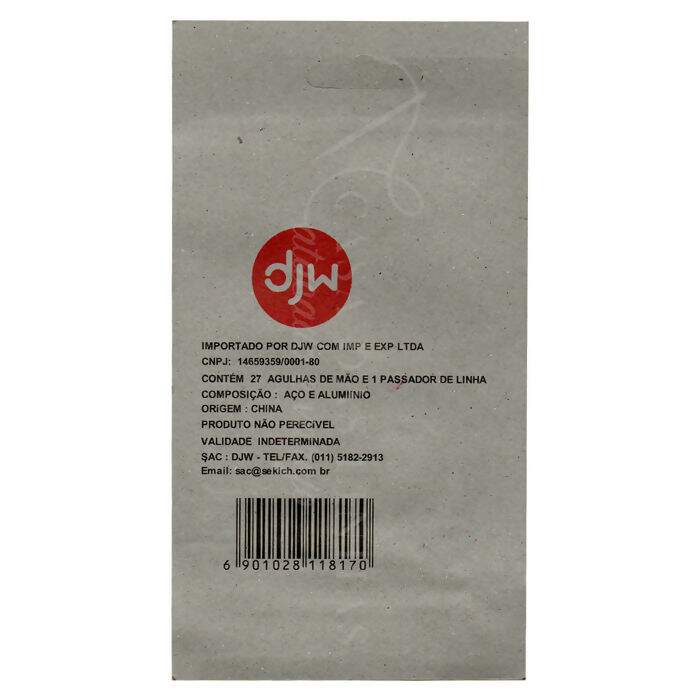 djw
IMPORTADO POR DJW COM IMP E EXP LTDA
CNPJ: 14659359/0001-80
CONTÉM 27 AGULHAS DE MÃO E 1 PASSADOR DE LINHA
COMPOSIÇÃO : AÇO E ALUMIÍNIO
ORIGEM : CHINA
PRODUTO NÃO PERECÍVEL
VALIDADE INDETERMINADA
SAC : DJW - TEL/FAX. (011) 5182-2913
Email: sac@sekich.com br
6 901028 118170